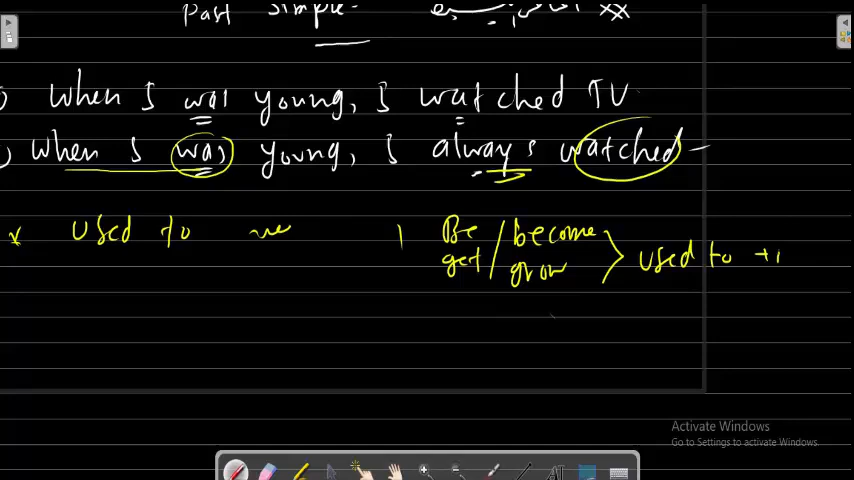 Past Simple
When I was young, I watched TV
When I was young, I always watched
* used to | Be / become
get / grow } used to +
Activate Windows
Go to Settings to activate Windows.